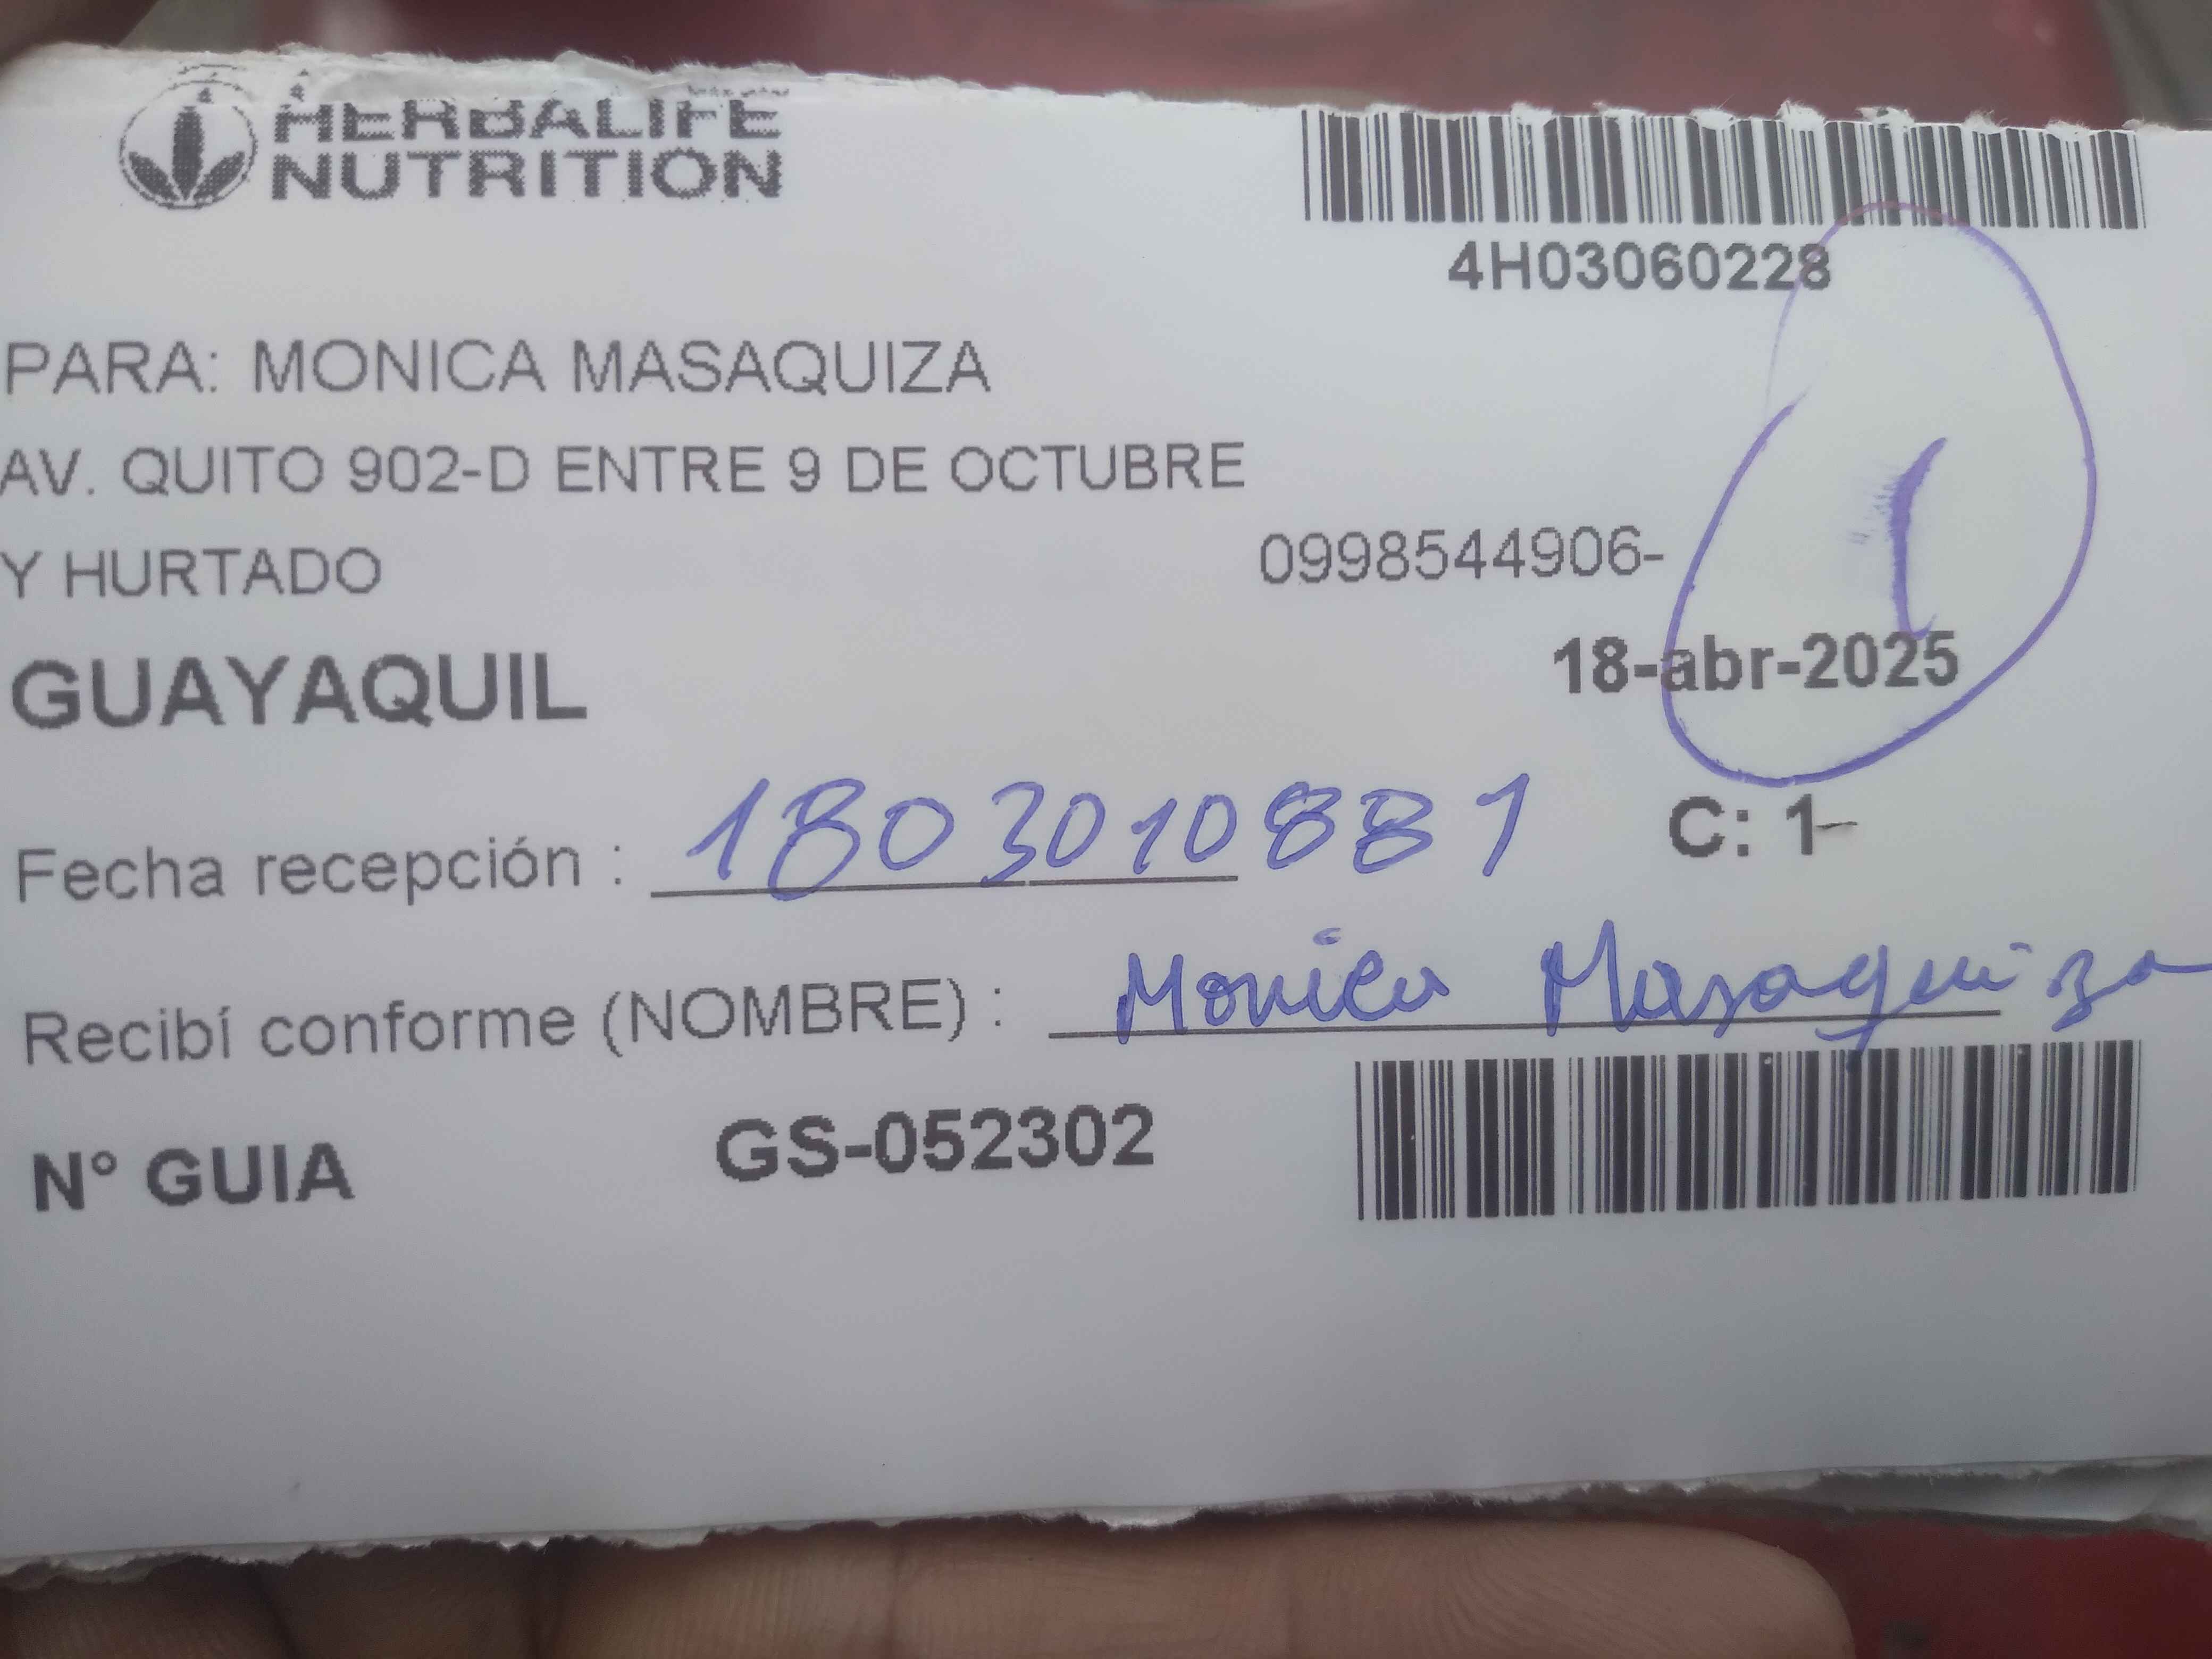 HERBALIFE
NUTRITION
4H03060228
PARA: MONICA MASAQUIZA
AV. QUITO 902-D ENTRE 9 DE OCTUBRE
Y HURTADO
0998544906-
1
GUAYAQUIL
18-abr-2025
Fecha recepción : 1803010881
C: 1-
Recibí conforme (NOMBRE) : Monica Masaquiza
N° GUIA GS-052302